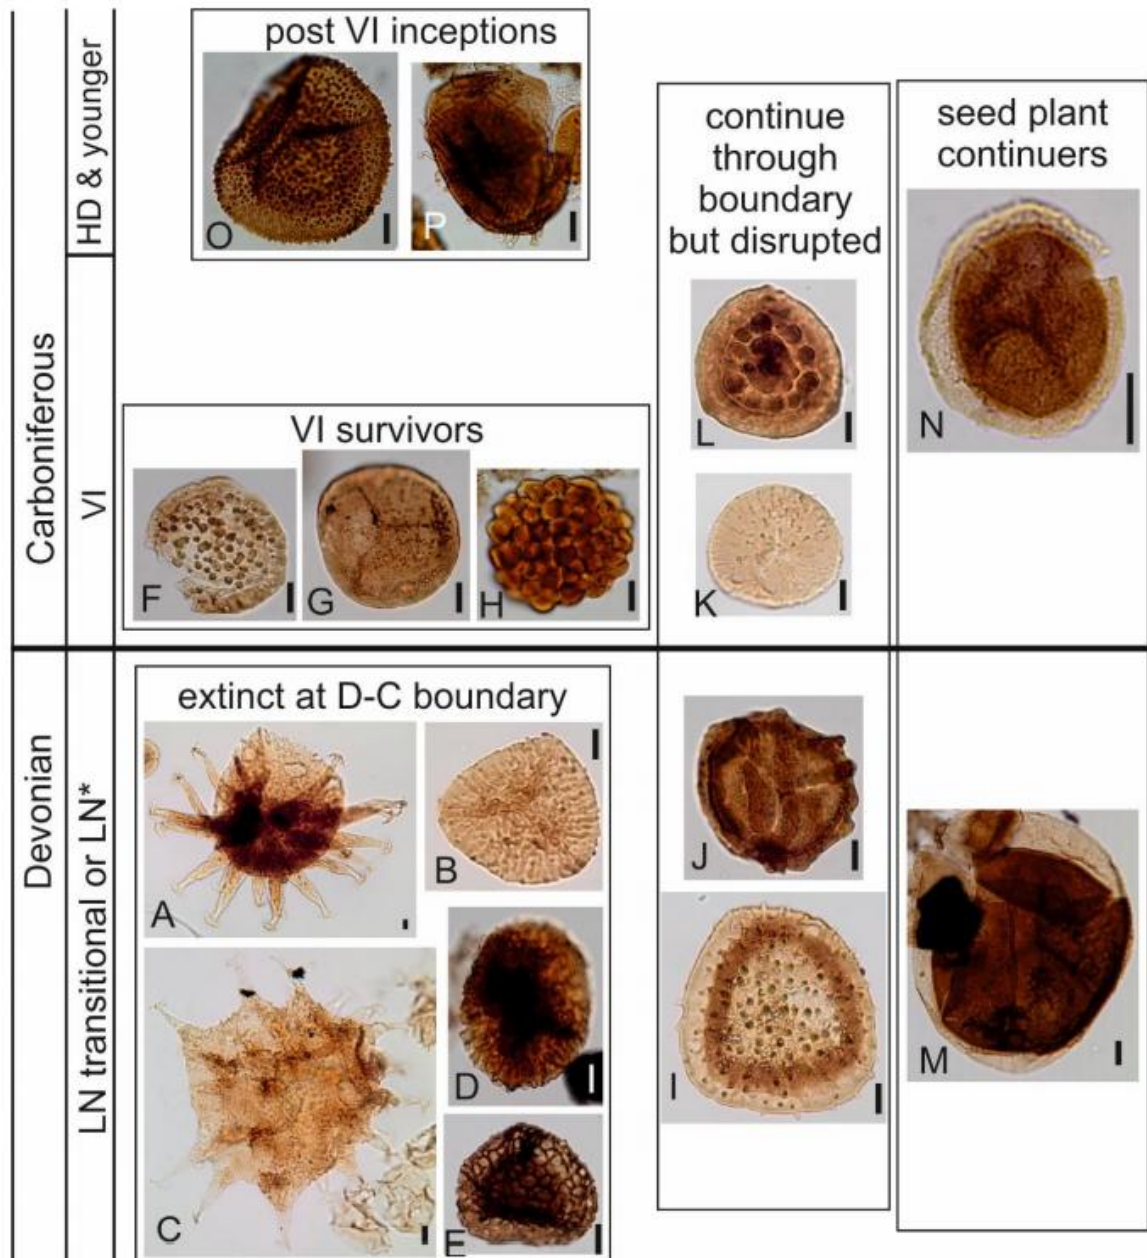 post VI inceptions
O
P
HD & younger
continue
through
boundary
but disrupted
L
K
seed plant
continuers
N
Carboniferous
VI
VI survivors
F
G
H
Devonian
LN transitional or LN*
extinct at D-C boundary
A
B
C
D
E
J
I
M